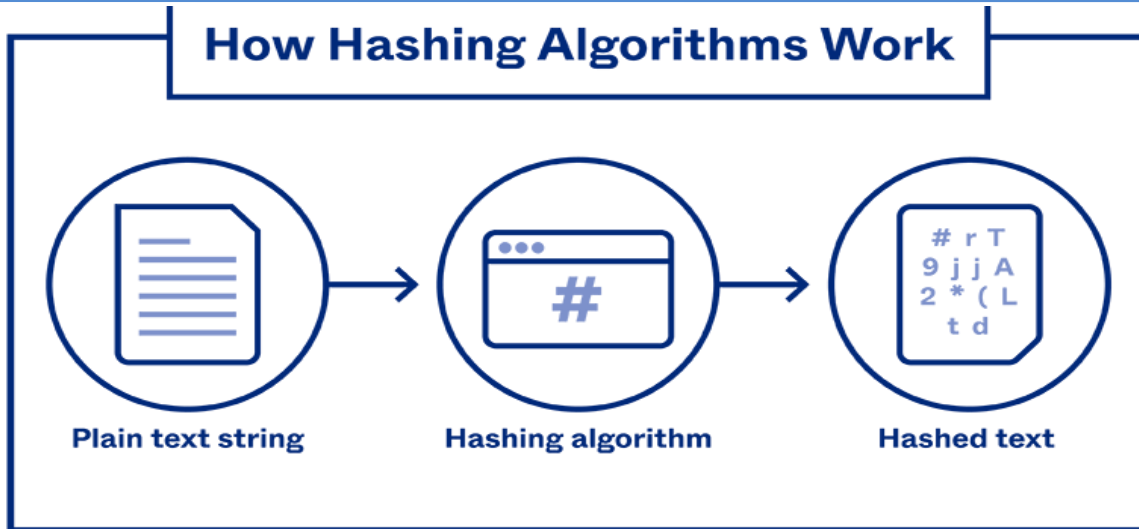 How Hashing Algorithms Work
#
# r T
9 j j A
2 * ( L
t d
Plain text string
Hashing algorithm
Hashed text